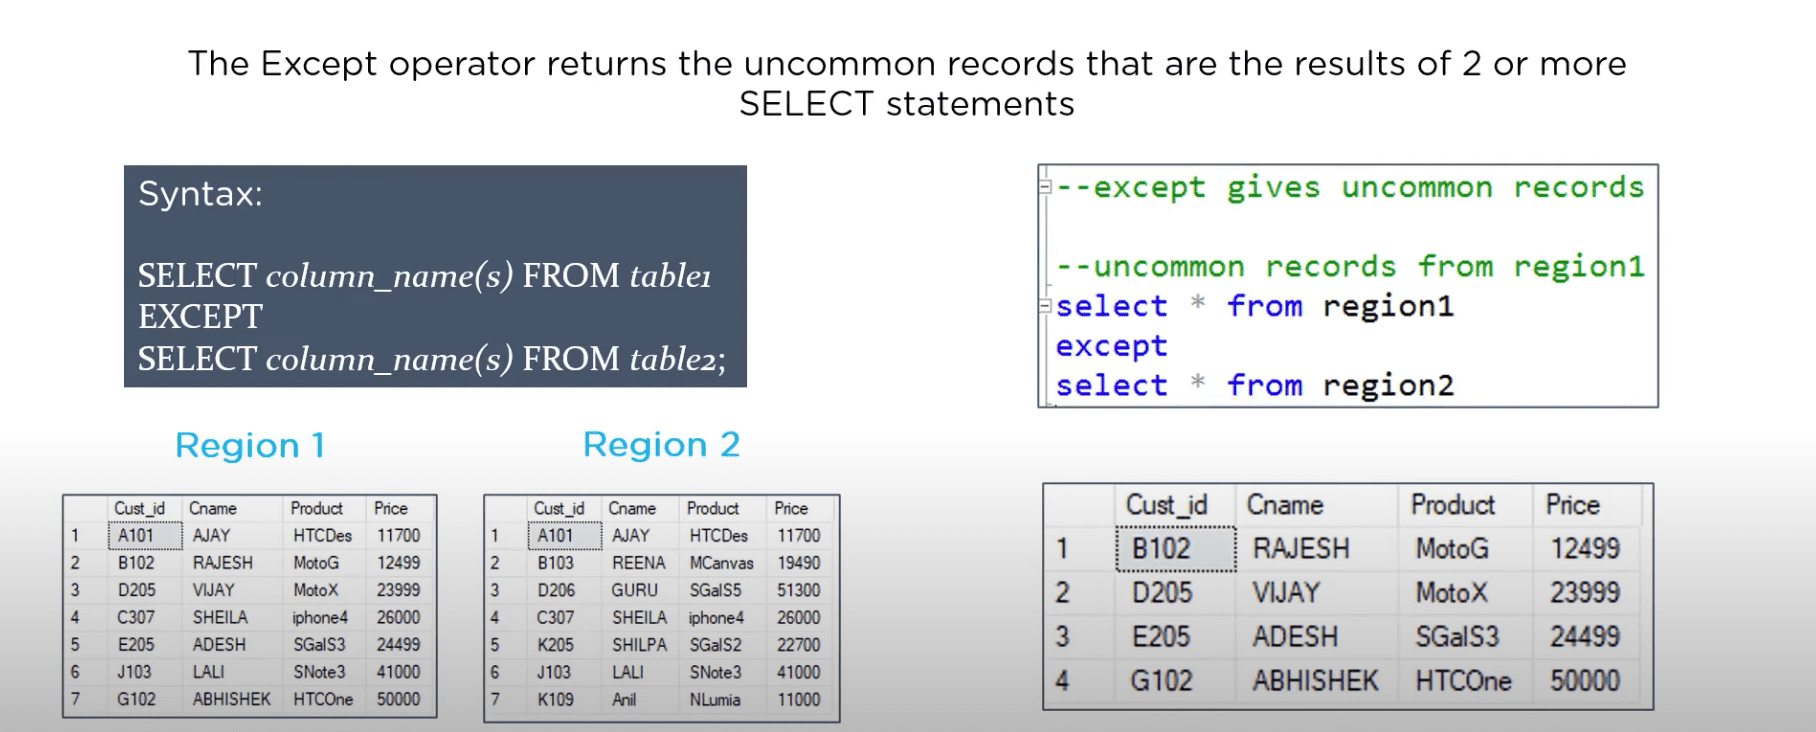 The Except operator returns the uncommon records that are the results of 2 or more
SELECT statements
Syntax:
SELECT column_name(s) FROM table1
EXCEPT
SELECT column_name(s) FROM table2;
--except gives uncommon records
--uncommon records from region1
select * from region1
except
select * from region2
Region 1
Cust_id Cname Product Price
1 A101 AJAY HTCDes 11700
2 B102 RAJESH MotoG 12499
3 D205 VIJAY MotoX 23999
4 C307 SHEILA iphone4 26000
5 E205 ADESH SGalS3 24499
6 J103 LALI SNote3 41000
7 G102 ABHISHEK HTCOne 50000
Region 2
Cust_id Cname Product Price
1 A101 AJAY HTCDes 11700
2 B103 REENA MCanvas 19490
3 D206 GURU SGalS5 51300
4 C307 SHEILA iphone4 26000
5 K205 SHILPA SGalS2 22700
6 J103 LALI SNote3 41000
7 K109 Anil NLumia 11000
Cust_id Cname Product Price
1 B102 RAJESH MotoG 12499
2 D205 VIJAY MotoX 23999
3 E205 ADESH SGalS3 24499
4 G102 ABHISHEK HTCOne 50000